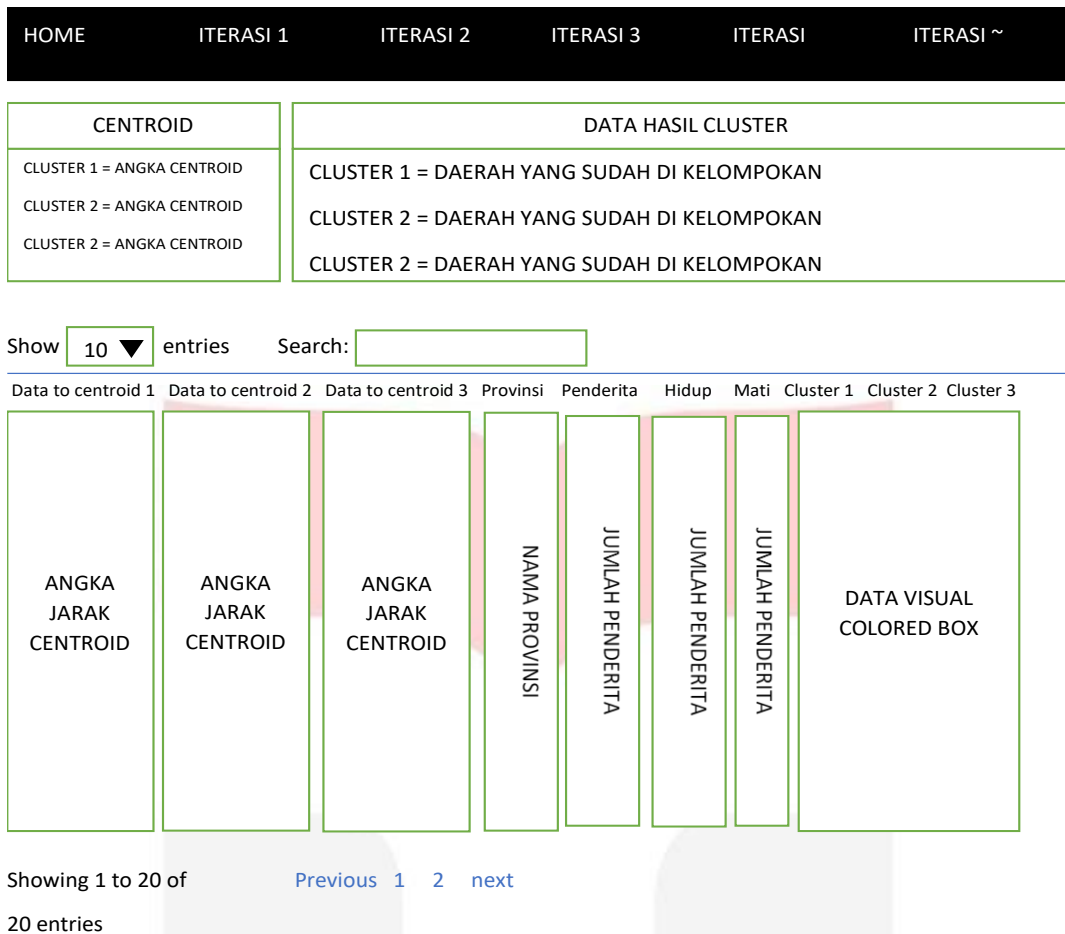 HOME ITERASI 1 ITERASI 2 ITERASI 3 ITERASI ITERASI ~
CENTROID
CLUSTER 1 = ANGKA CENTROID
CLUSTER 2 = ANGKA CENTROID
CLUSTER 2 = ANGKA CENTROID
DATA HASIL CLUSTER
CLUSTER 1 = DAERAH YANG SUDAH DI KELOMPOKAN
CLUSTER 2 = DAERAH YANG SUDAH DI KELOMPOKAN
CLUSTER 2 = DAERAH YANG SUDAH DI KELOMPOKAN
Show 10 entries Search:
Data to centroid 1 Data to centroid 2 Data to centroid 3 Provinsi Penderita Hidup Mati Cluster 1 Cluster 2 Cluster 3
ANGKA
JARAK
CENTROID
ANGKA
JARAK
CENTROID
ANGKA
JARAK
CENTROID
NAMA PROVINSI
JUMLAH PENDERITA
JUMLAH PENDERITA
JUMLAH PENDERITA
DATA VISUAL
COLORED BOX
Showing 1 to 20 of
20 entries
Previous 1 2 next